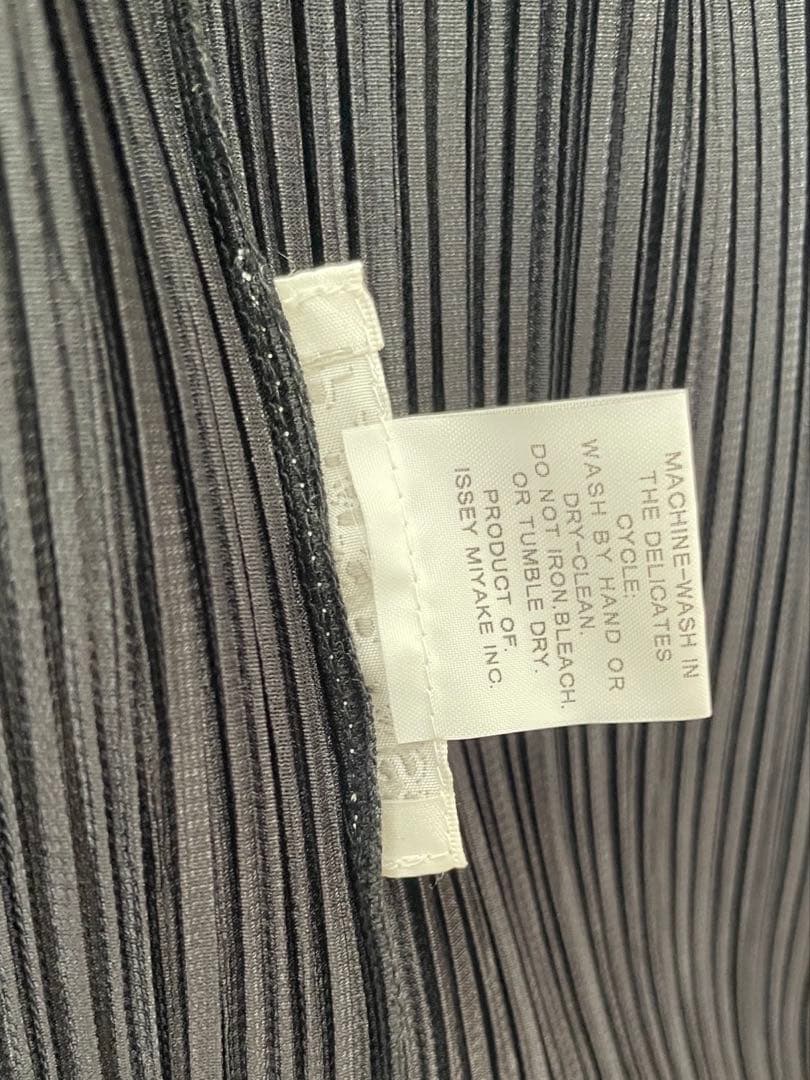 MACHINE-WASH IN
THE DELICATES
CYCLE.
WASH BY HAND OR
DRY-CLEAN.
DO NOT IRON,BLEACH.
OR TUMBLE DRY.
PRODUCT OF.
ISSEY MIYAKE INC.